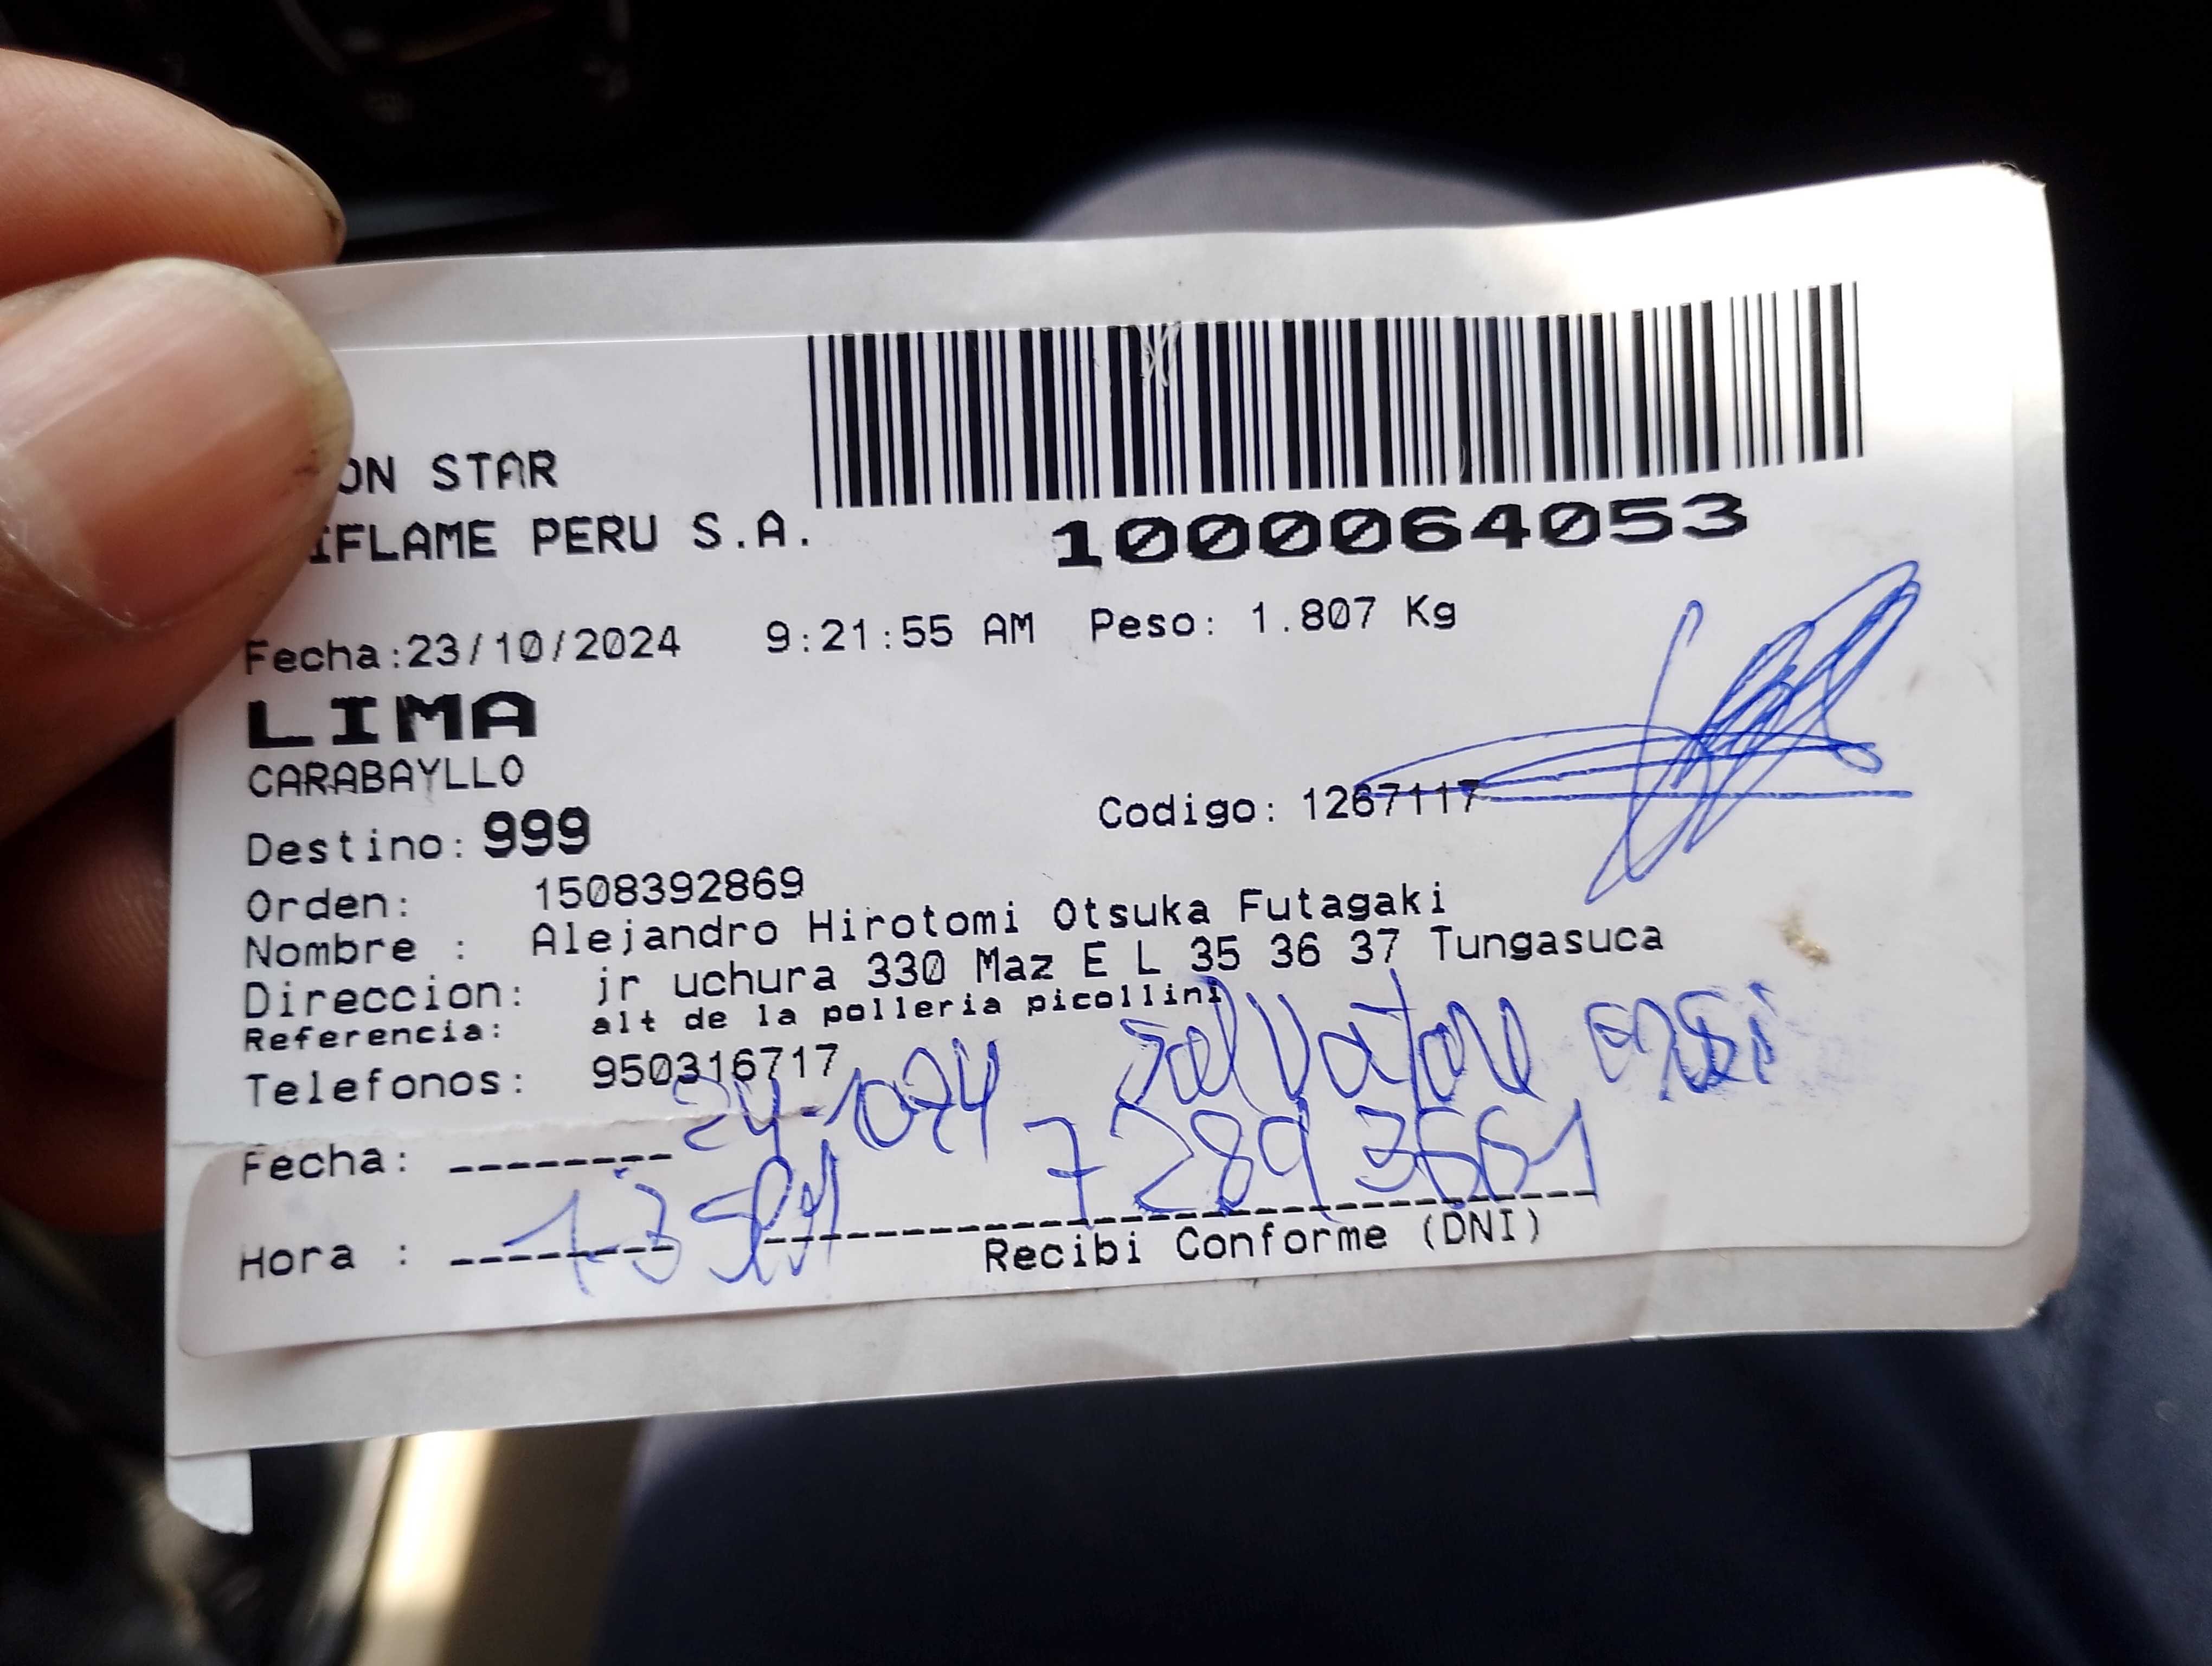 ON STAR
IFLAME PERU S.A.
1000064053
Fecha:23/10/2024 9:21:55 AM Peso: 1.807 Kg
LIMA
CARABAYLLO
Destino: 999
Codigo: 1267117
Orden: 1508392869
Nombre : Alejandro Hirotomi Otsuka Futagaki
Direccion: jr uchura 330 Maz E L 35 36 37 Tungasuca
Referencia: alt de la polleria picollini
Telefonos: 950316717
Salvatore
Fecha: 24-10-24
72893661
Hora :
Recibi Conforme (DNI)